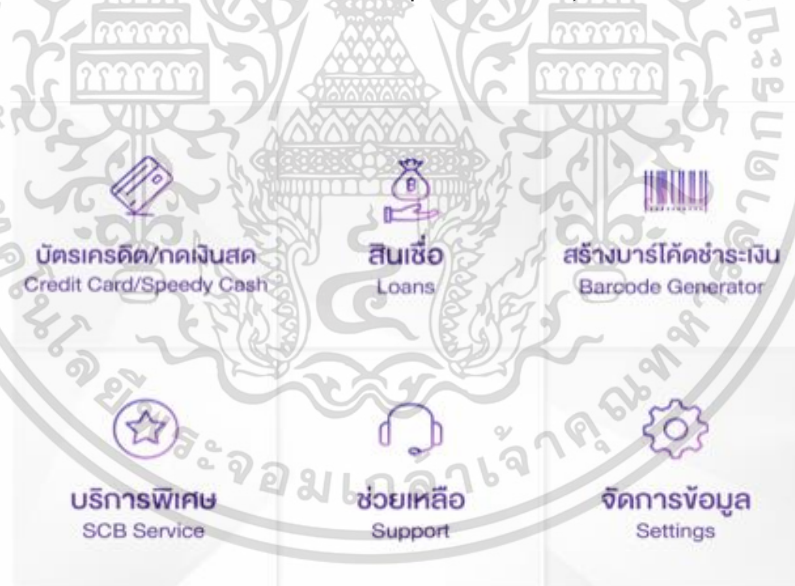 บัตรเครดิต/กดเงินสด
Credit Card/Speedy Cash
สินเชื่อ
Loans
สร้างบาร์โค้ดชำระเงิน
Barcode Generator
บริการพิเศษ
SCB Service
ช่วยเหลือ
Support
จัดการข้อมูล
Settings